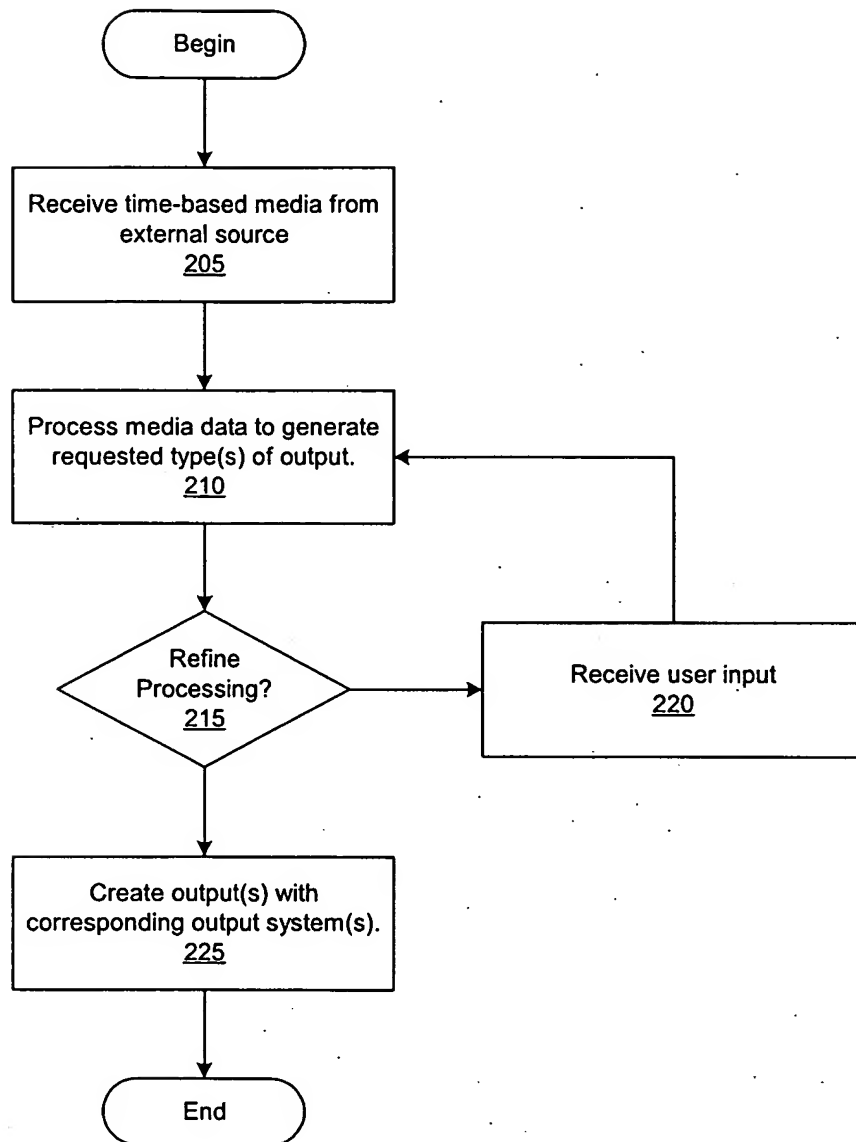 Begin
Receive time-based media from
external source
205
Process media data to generate
requested type(s) of output.
210
Refine
Processing?
215
Receive user input
220
Create output(s) with
corresponding output system(s).
225
End